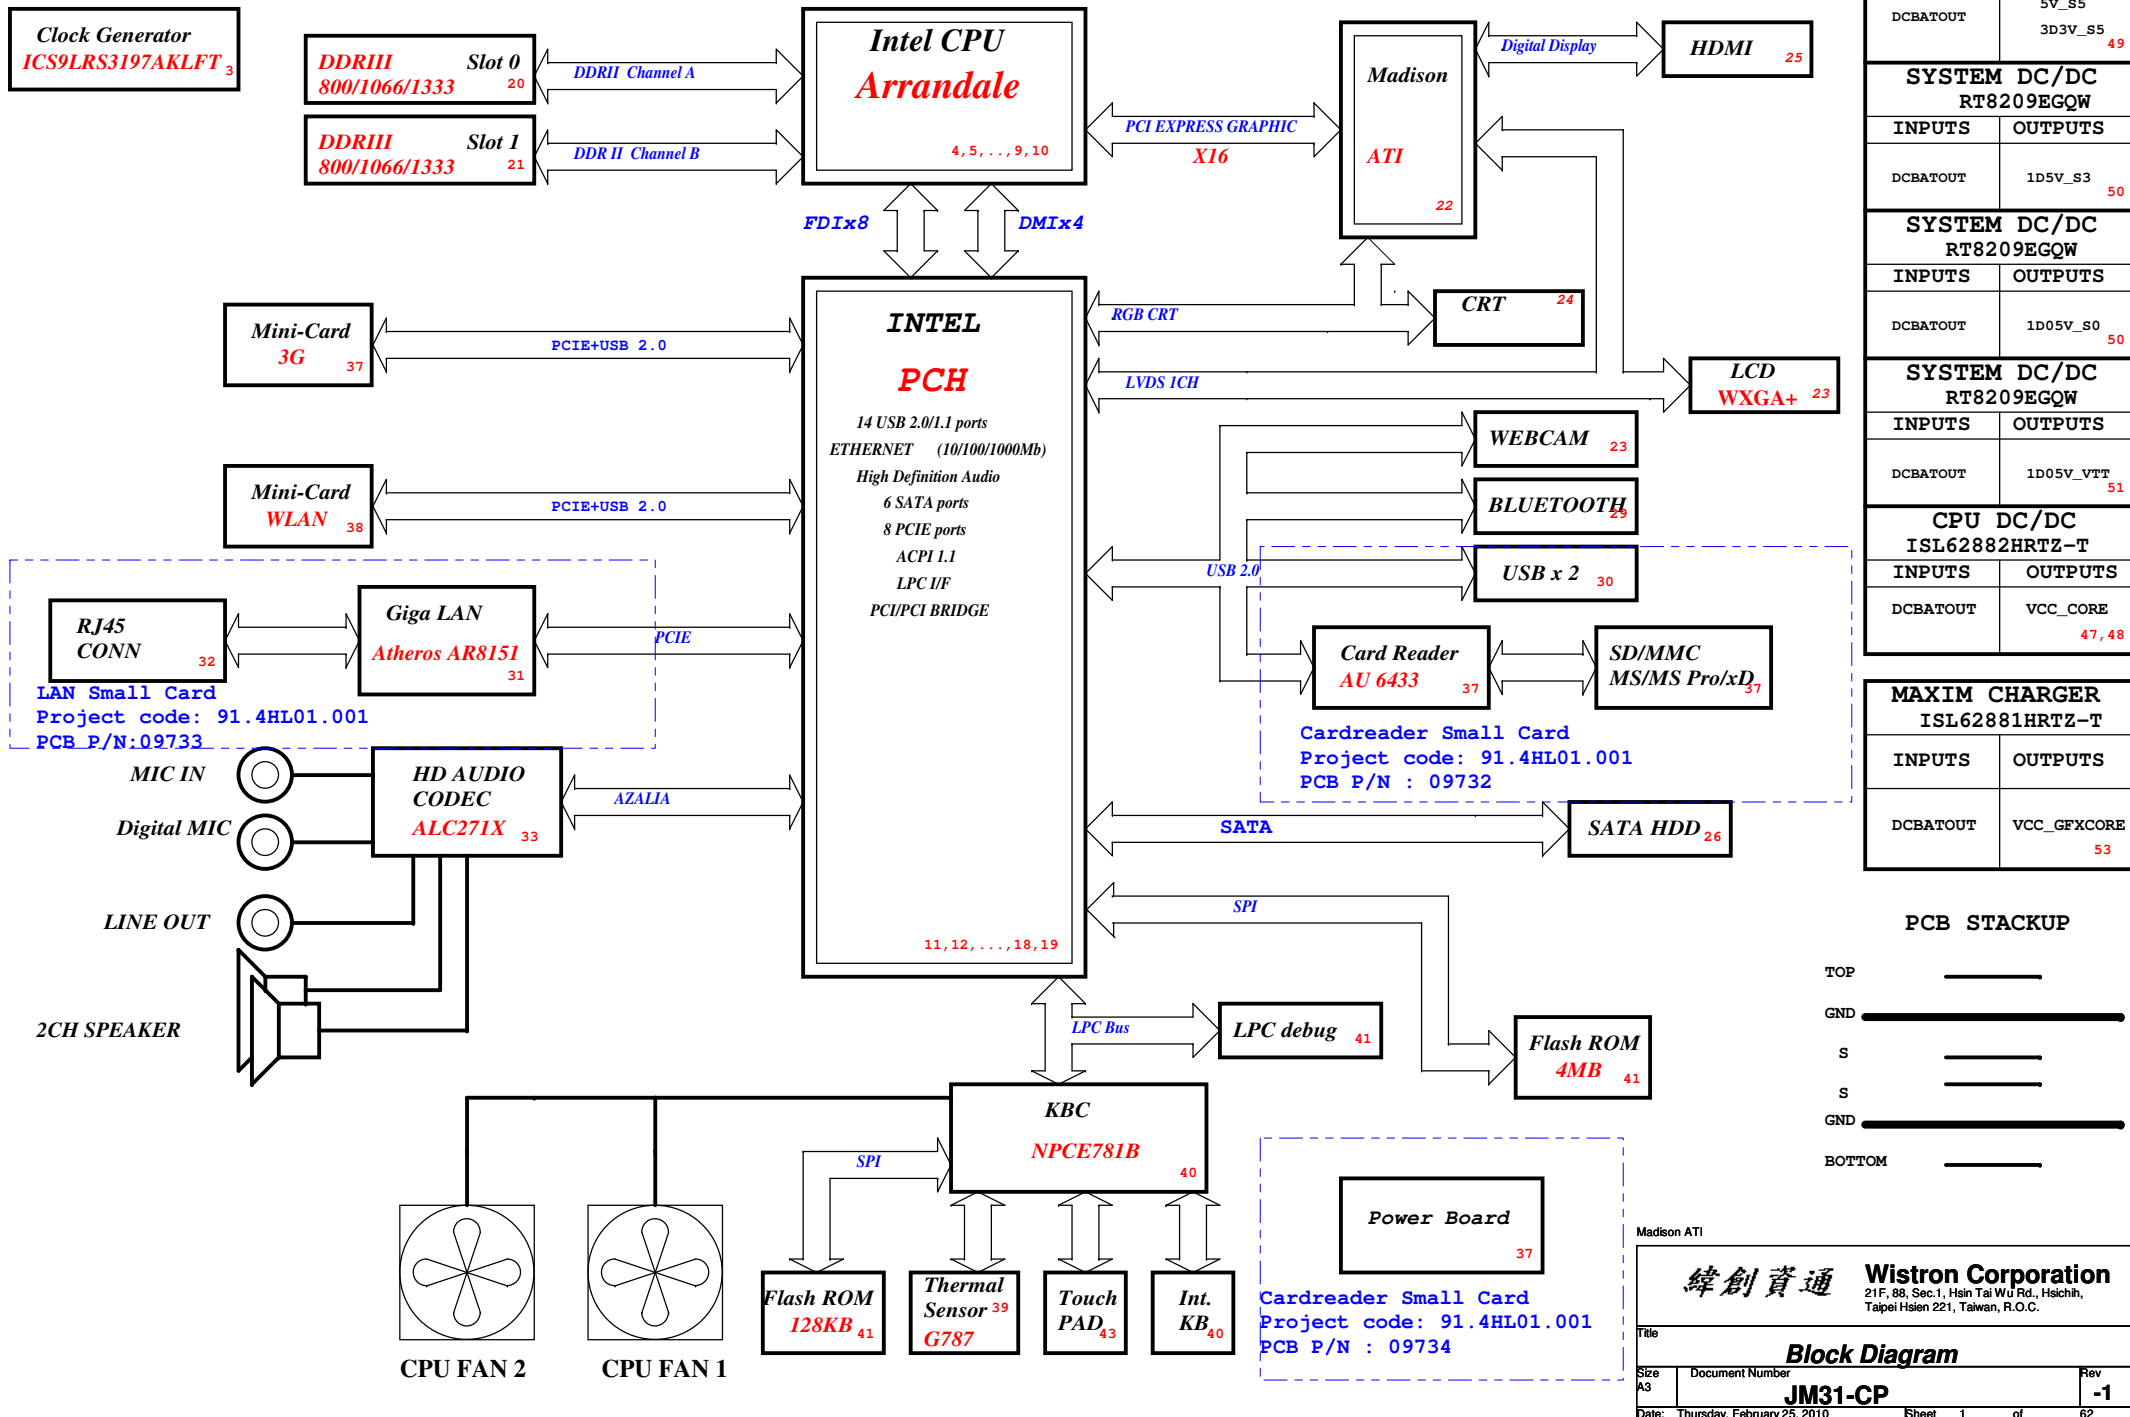 Clock Generator
ICS9LRS3197AKLFT 3
DDRIII Slot 0
800/1066/1333 20
DDRII Channel A
DDRIII Slot 1
800/1066/1333 21
DDR II Channel B
Intel CPU
Arrandale
4,5,..,9,10
PCI EXPRESS GRAPHIC
X16
Madison
ATI
22
Digital Display
HDMI 25
FDIx8
DMIx4
Mini-Card
3G 37
PCIE+USB 2.0
Mini-Card
WLAN 38
PCIE+USB 2.0
INTEL
PCH
14 USB 2.0/1.1 ports
ETHERNET (10/100/1000Mb)
High Definition Audio
6 SATA ports
8 PCIE ports
ACPI 1.1
LPC I/F
PCI/PCI BRIDGE
11,12,...,18,19
RGB CRT
CRT 24
LVDS 1CH
LCD
WXGA+ 23
WEBCAM 23
BLUETOOTH 29
USB 2.0
USB x 2 30
Card Reader
AU 6433 37
SD/MMC
MS/MS Pro/xD 37
Cardreader Small Card
Project code: 91.4HL01.001
PCB P/N : 09732
RJ45
CONN 32
Giga LAN
Atheros AR8151
31
PCIE
LAN Small Card
Project code: 91.4HL01.001
PCB P/N:09733
MIC IN
Digital MIC
LINE OUT
2CH SPEAKER
HD AUDIO
CODEC
ALC271X 33
AZALIA
SATA
SATA HDD 26
SPI
Flash ROM
4MB 41
LPC Bus
LPC debug 41
KBC
NPCE781B
40
SPI
CPU FAN 2
CPU FAN 1
Flash ROM
128KB 41
Thermal
Sensor 39
G787
Touch
PAD 43
Int.
KB 40
Power Board
37
Cardreader Small Card
Project code: 91.4HL01.001
PCB P/N : 09734
DCBATOUT
5V_S5
3D3V_S5
49
SYSTEM DC/DC
RT8209EGQW
INPUTS OUTPUTS
DCBATOUT 1D5V_S3
50
SYSTEM DC/DC
RT8209EGQW
INPUTS OUTPUTS
DCBATOUT 1D05V_S0
50
SYSTEM DC/DC
RT8209EGQW
INPUTS OUTPUTS
DCBATOUT 1D05V_VTT
51
CPU DC/DC
ISL62882HRTZ-T
INPUTS OUTPUTS
DCBATOUT VCC_CORE
47,48
MAXIM CHARGER
ISL62881HRTZ-T
INPUTS OUTPUTS
DCBATOUT VCC_GFXCORE
53
PCB STACKUP
TOP
GND
S
S
GND
BOTTOM
Madison ATI
緯創資通 Wistron Corporation
21F, 88, Sec.1, Hsin Tai Wu Rd., Hsichih,
Taipei Hsien 221, Taiwan, R.O.C.
Title
Block Diagram
Size Document Number Rev
A3 JM31-CP -1
Date: Thursday, February 25, 2010 Sheet 1 of 62